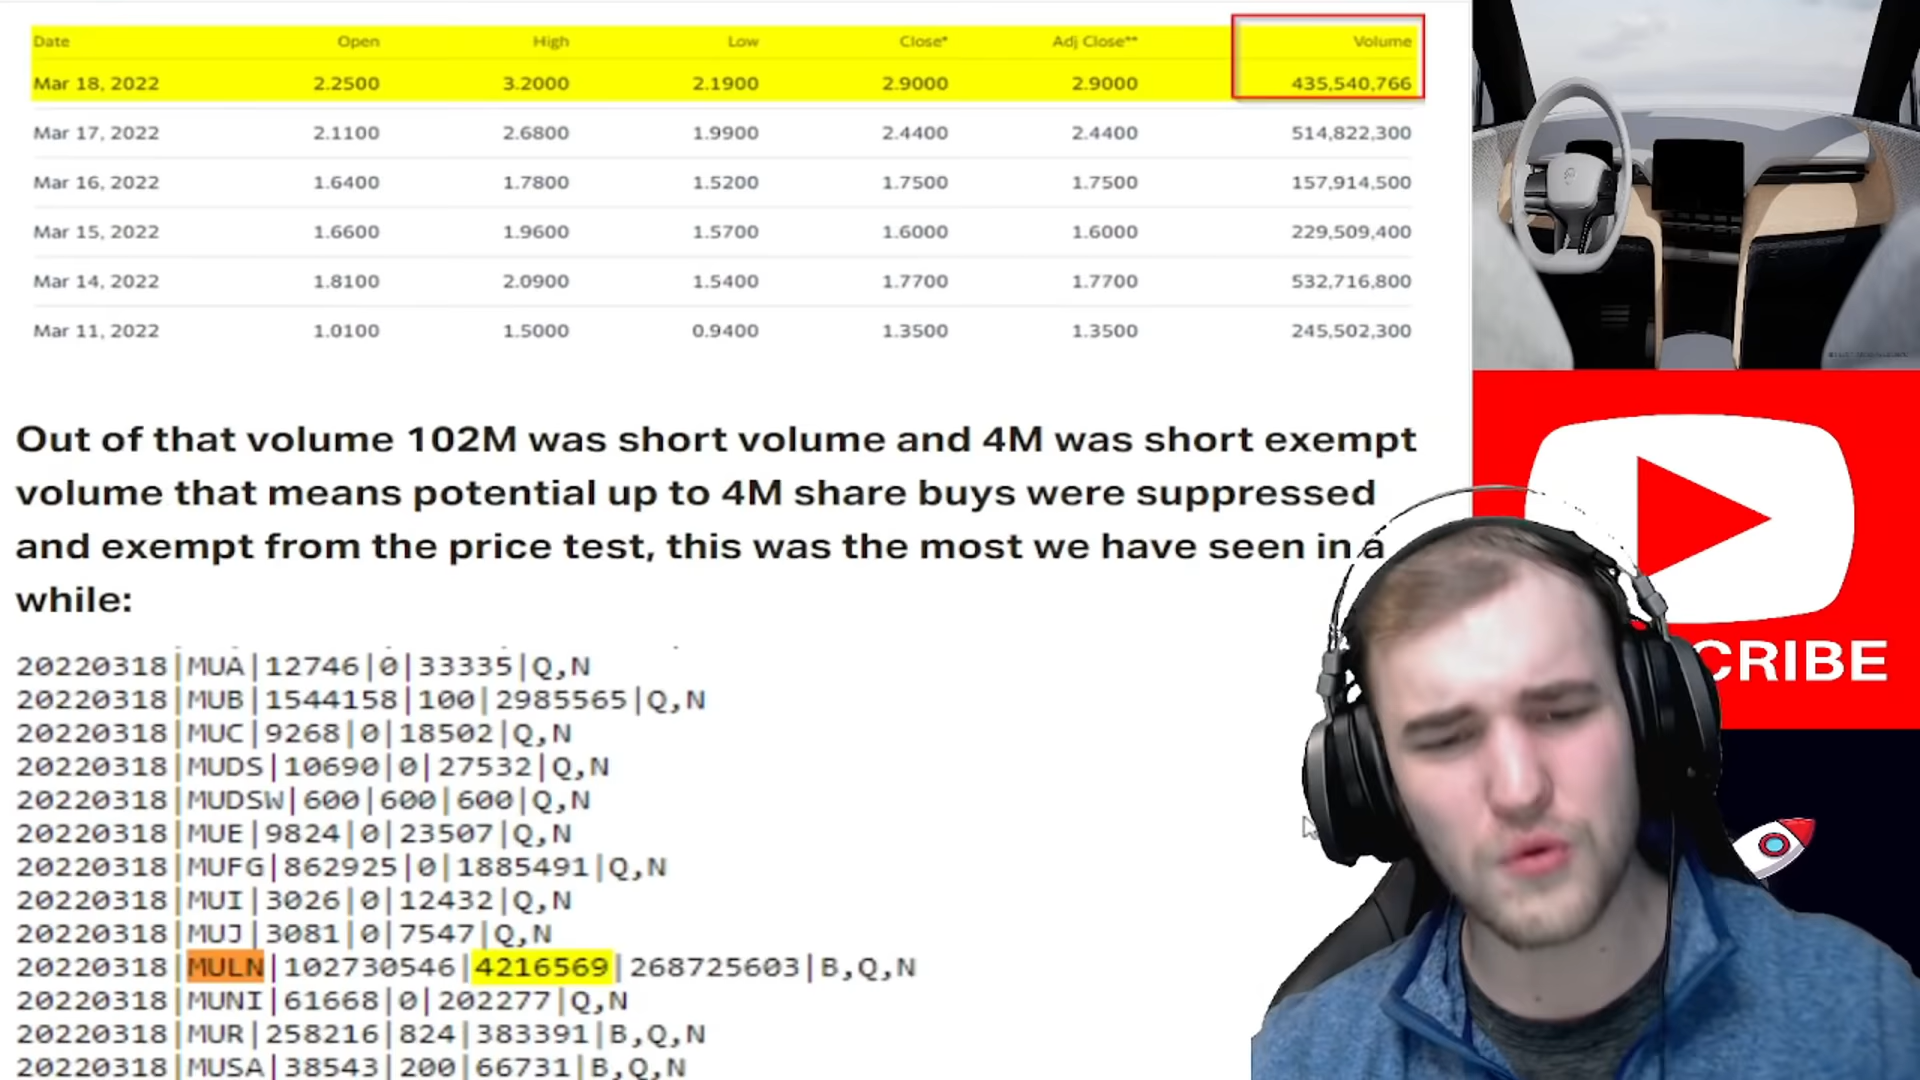 Date Open High Low Close* Adj Close** Volume
Mar 18, 2022 2.2500 3.2000 2.1900 2.9000 2.9000 435,540,766
Mar 17, 2022 2.1100 2.6800 1.9900 2.4400 2.4400 514,822,300
Mar 16, 2022 1.6400 1.7800 1.5200 1.7500 1.7500 157,914,500
Mar 15, 2022 1.6600 1.9600 1.5700 1.6000 1.6000 229,509,400
Mar 14, 2022 1.8100 2.0900 1.5400 1.7700 1.7700 532,716,800
Mar 11, 2022 1.0100 1.5000 0.9400 1.3500 1.3500 245,502,300
Out of that volume 102M was short volume and 4M was short exempt
volume that means potential up to 4M share buys were suppressed
and exempt from the price test, this was the most we have seen in a
while:
20220318|MUA|12746|0|33335|Q,N
20220318|MUB|1544158|100|2985565|Q,N
20220318|MUC|9268|0|18502|Q,N
20220318|MUDS|10690|0|27532|Q,N
20220318|MUDSW|600|600|600|Q,N
20220318|MUE|9824|0|23507|Q,N
20220318|MUFG|862925|0|1885491|Q,N
20220318|MUI|3026|0|12432|Q,N
20220318|MUJ|3081|0|7547|Q,N
20220318|MULN|102730546|4216569|268725603|B,Q,N
20220318|MUNI|61668|0|202277|Q,N
20220318|MUR|258216|824|383391|B,Q,N
20220318|MUSA|38543|200|66731|B,Q,N
CRIBE